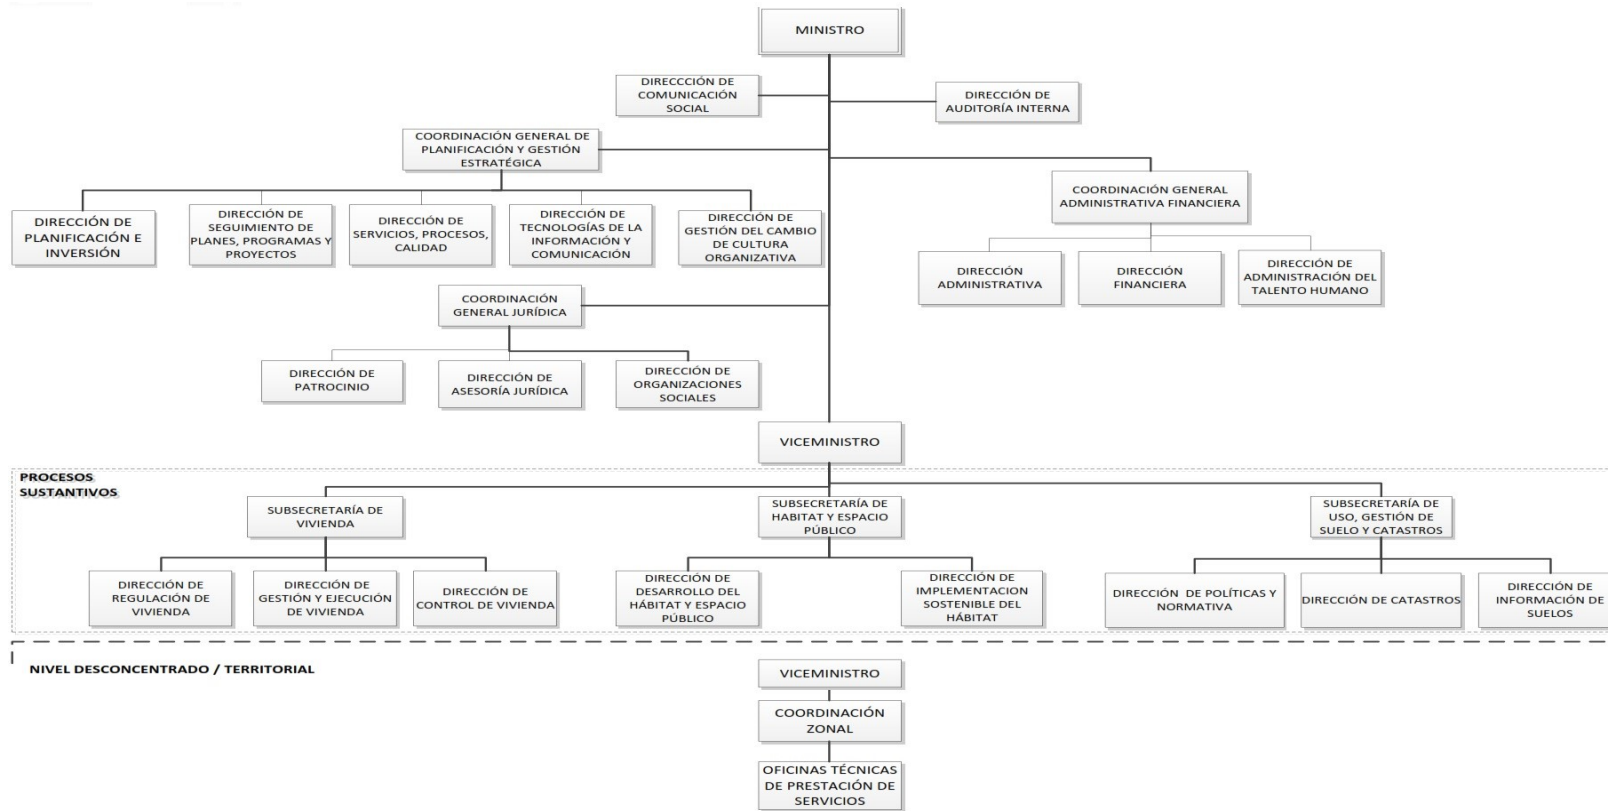 MINISTRO
DIRECCCIÓN DE
COMUNICACIÓN
SOCIAL
DIRECCIÓN DE
AUDITORÍA INTERNA
COORDINACIÓN GENERAL DE
PLANIFICACIÓN Y GESTIÓN
ESTRATÉGICA
COORDINACIÓN GENERAL
ADMINISTRATIVA FINANCIERA
DIRECCIÓN DE
PLANIFICACIÓN E
INVERSIÓN
DIRECCIÓN DE
SEGUIMIENTO DE
PLANES, PROGRAMAS Y
PROYECTOS
DIRECCIÓN DE
SERVICIOS, PROCESOS,
CALIDAD
DIRECCIÓN DE
TECNOLOGÍAS DE LA
INFORMACIÓN Y
COMUNICACIÓN
DIRECCIÓN DE
GESTIÓN DEL CAMBIO
DE CULTURA
ORGANIZATIVA
DIRECCIÓN
ADMINISTRATIVA
DIRECCIÓN
FINANCIERA
DIRECCIÓN DE
ADMINISTRACIÓN DEL
TALENTO HUMANO
COORDINACIÓN
GENERAL JURÍDICA
DIRECCIÓN DE
PATROCINIO
DIRECCIÓN DE
ASESORÍA JURÍDICA
DIRECCIÓN DE
ORGANIZACIONES
SOCIALES
VICEMINISTRO
PROCESOS
SUSTANTIVOS
SUBSECRETARÍA DE
VIVIENDA
SUBSECRETARÍA DE
HABITAT Y ESPACIO
PÚBLICO
SUBSECRETARÍA DE
USO, GESTIÓN DE
SUELO Y CATASTROS
DIRECCIÓN DE
REGULACIÓN DE
VIVIENDA
DIRECCIÓN DE
GESTIÓN Y EJECUCIÓN
DE VIVIENDA
DIRECCIÓN DE
CONTROL DE VIVIENDA
DIRECCIÓN DE
DESARROLLO DEL
HÁBITAT Y ESPACIO
PÚBLICO
DIRECCIÓN DE
IMPLEMENTACION
SOSTENIBLE DEL
HÁBITAT
DIRECCIÓN DE POLÍTICAS Y
NORMATIVA
DIRECCIÓN DE CATASTROS
DIRECCIÓN DE
INFORMACIÓN DE
SUELOS
NIVEL DESCONCENTRADO / TERRITORIAL
VICEMINISTRO
COORDINACIÓN
ZONAL
OFICINAS TÉCNICAS
DE PRESTACIÓN DE
SERVICIOS